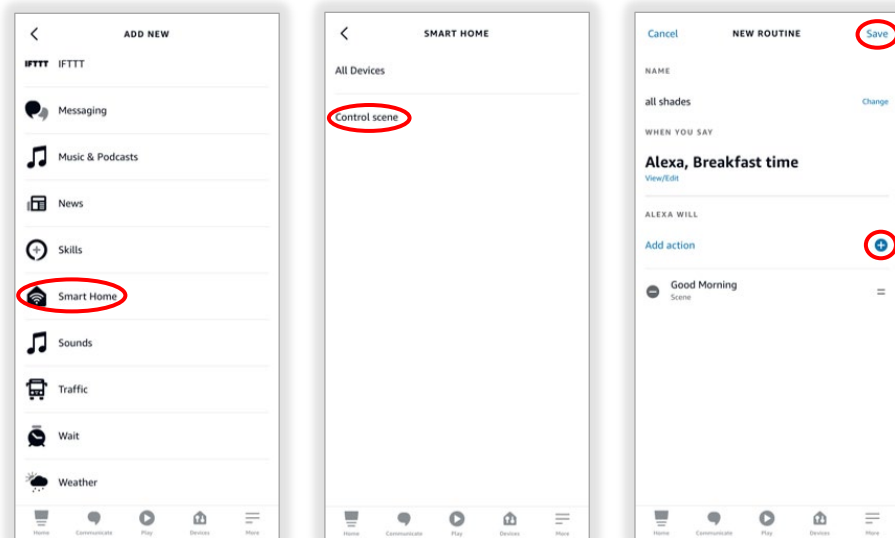 ADD NEW
IFTTT IFTTT
Messaging
Music & Podcasts
News
Skills
Smart Home
Sounds
Traffic
Wait
Weather
Home Communicate Play Devices More
SMART HOME
All Devices
Control scene
Home Communicate Play Devices More
Cancel NEW ROUTINE Save
NAME
all shades Change
WHEN YOU SAY
Alexa, Breakfast time
View/Edit
ALEXA WILL
Add action
Good Morning
Scene
Home Communicate Play Devices More